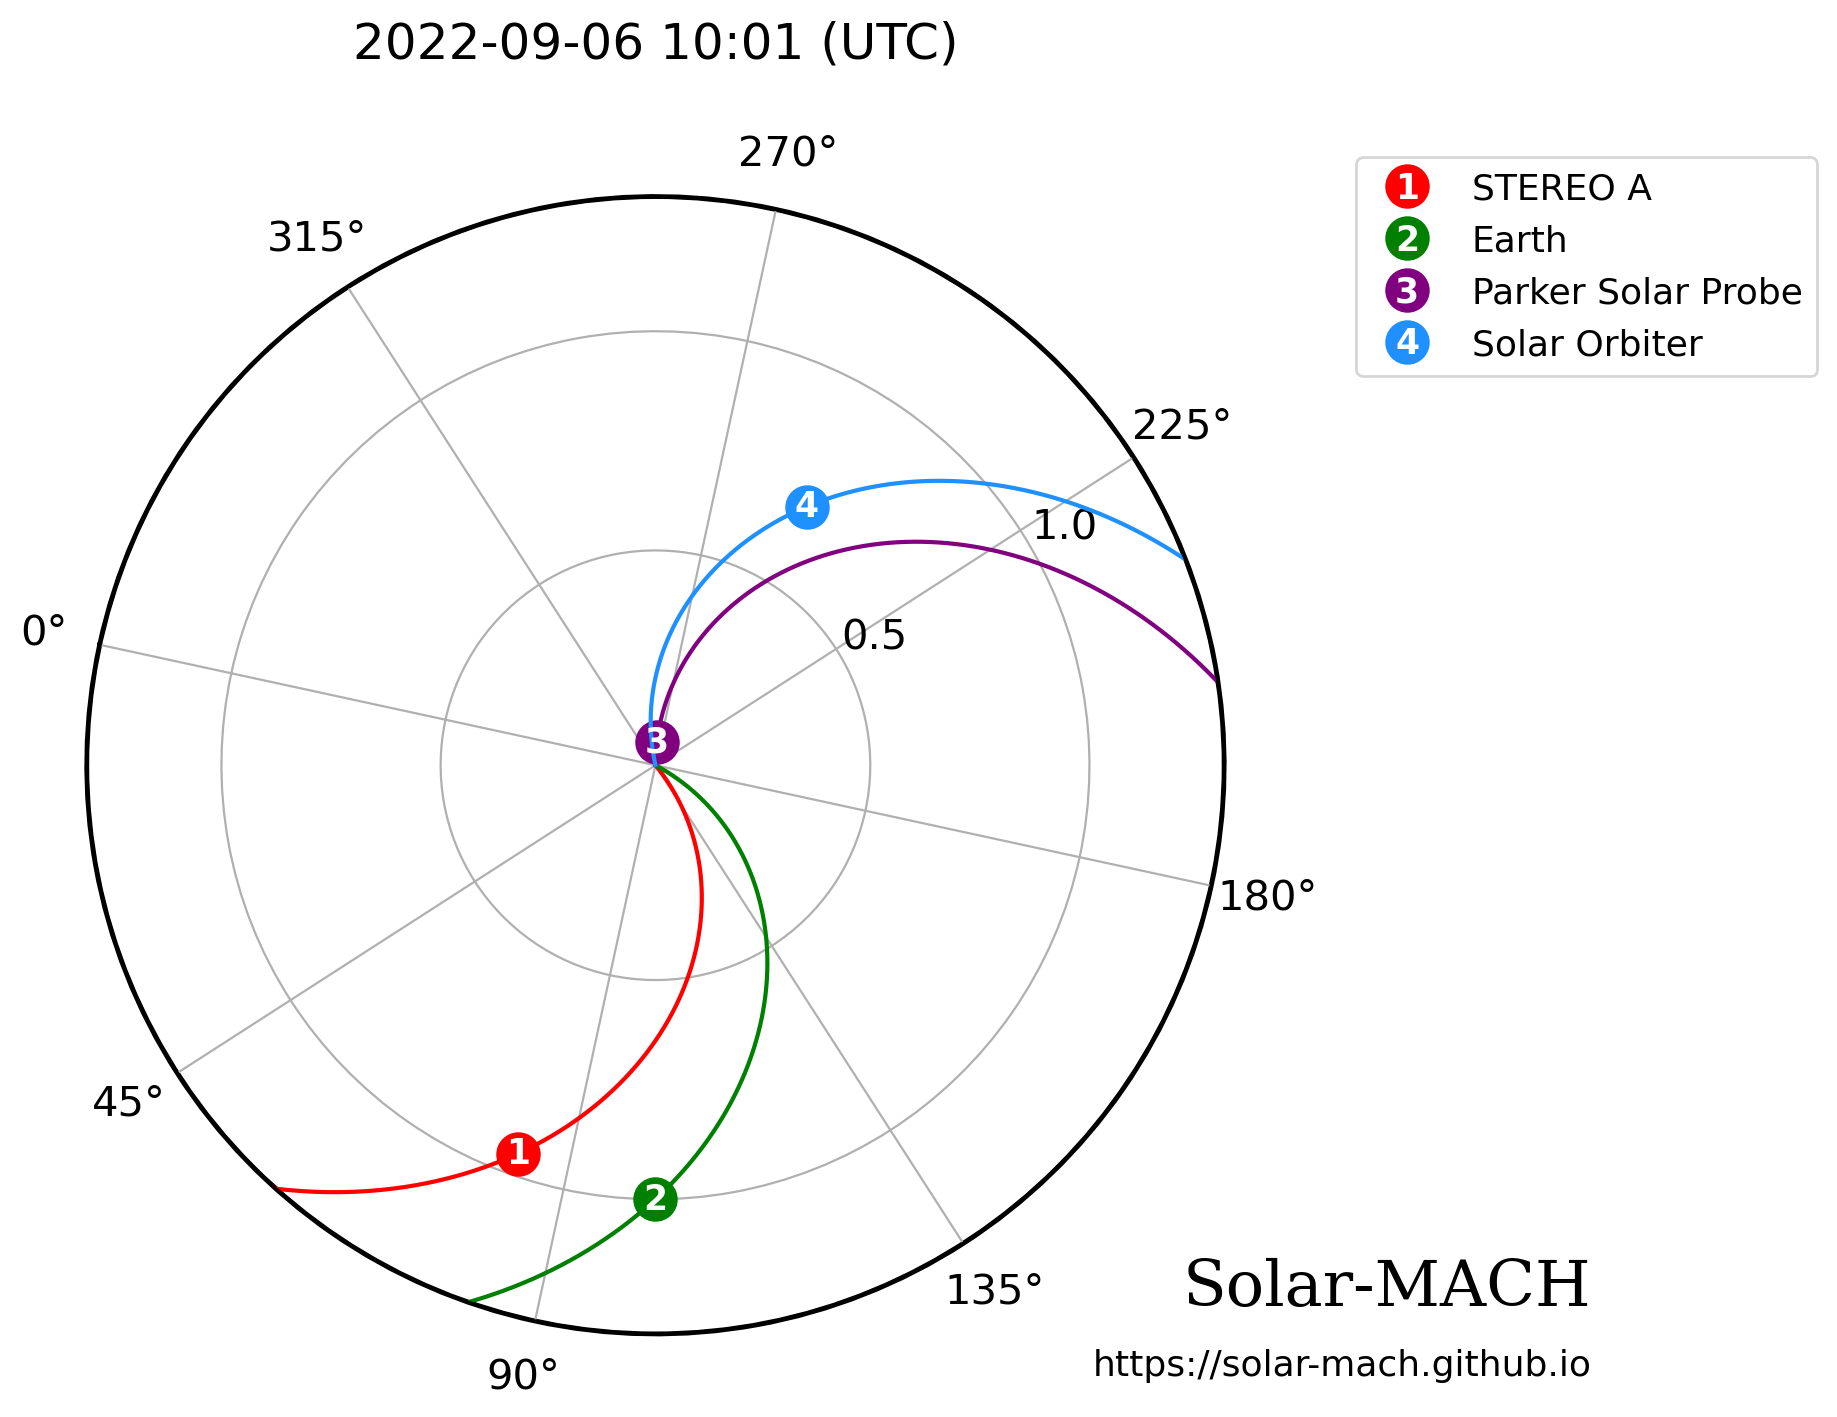 2022-09-06 10:01 (UTC)
270°
315°
225°
1 STEREO A
2 Earth
3 Parker Solar Probe
4 Solar Orbiter
4
1.0
0°
0.5
3
180°
45°
1
2
135°
90°
Solar-MACH
https://solar-mach.github.io